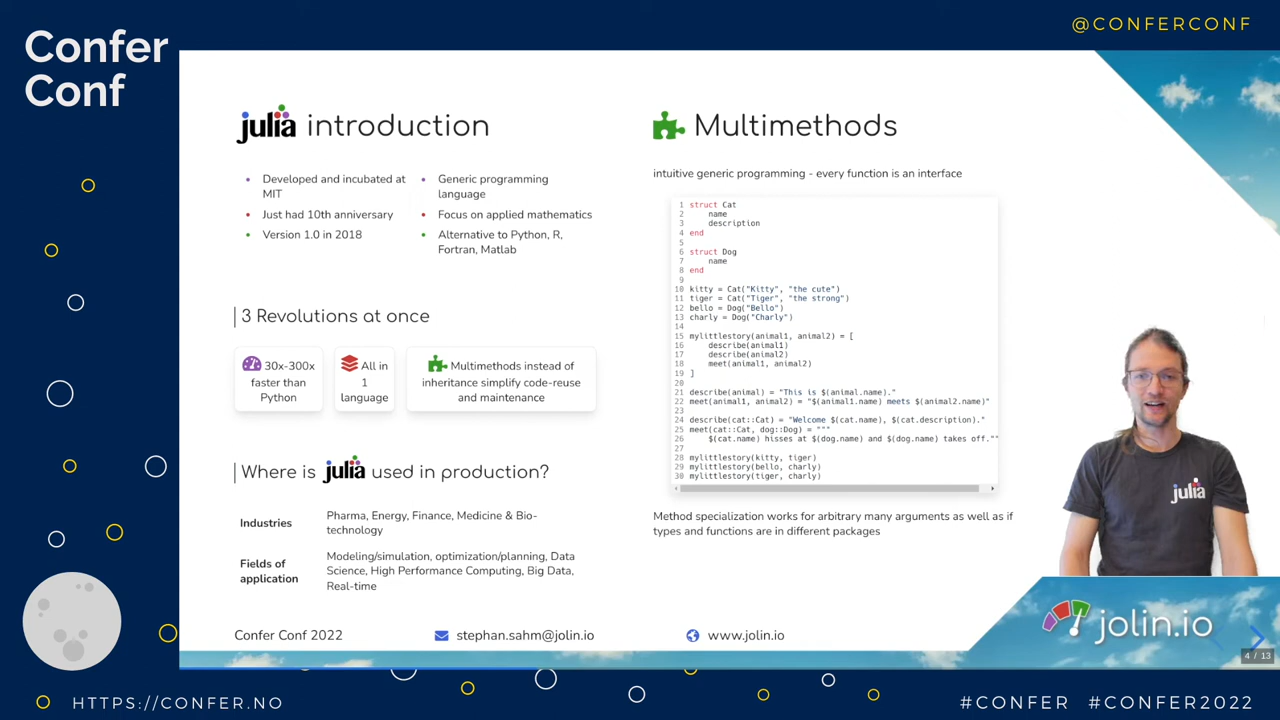 Confer
Conf
@CONFERCONF
julia introduction
Developed and incubated at
MIT
Just had 10th anniversary
Version 1.0 in 2018
Generic programming
language
Focus on applied mathematics
Alternative to Python, R,
Fortran, Matlab
3 Revolutions at once
30x-300x
faster than
Python
All in
1
language
Multimethods instead of
inheritance simplify code-reuse
and maintenance
Where is julia used in production?
Industries
Pharma, Energy, Finance, Medicine & Bio-
technology
Fields of
application
Modeling/simulation, optimization/planning, Data
Science, High Performance Computing, Big Data,
Real-time
Multimethods
intuitive generic programming - every function is an interface
1 struct Cat
2     name
3     description
4 end
5
6 struct Dog
7     name
8 end
9
10 kitty = Cat("Kitty", "the cute")
11 tiger = Cat("Tiger", "the strong")
12 bello = Dog("Bello")
13 charly = Dog("Charly")
14
15 mylittlestory(animal1, animal2) = [
16     describe(animal1)
17     describe(animal2)
18     meet(animal1, animal2)
19 ]
20
21 describe(animal) = "This is $(animal.name)."
22 meet(animal1, animal2) = "$(animal1.name) meets $(animal2.name)"
23
24 describe(cat::Cat) = "Welcome $(cat.name), $(cat.description)."
25 meet(cat::Cat, dog::Dog) = """
26     $(cat.name) hisses at $(dog.name) and $(dog.name) takes off.""
27
28 mylittlestory(kitty, tiger)
29 mylittlestory(bello, charly)
30 mylittlestory(tiger, charly)
Method specialization works for arbitrary many arguments as well as if
types and functions are in different packages
julia
jolin.io
Confer Conf 2022
stephan.sahm@jolin.io
www.jolin.io
4 / 13
HTTPS://CONFER.NO
#CONFER #CONFER2022